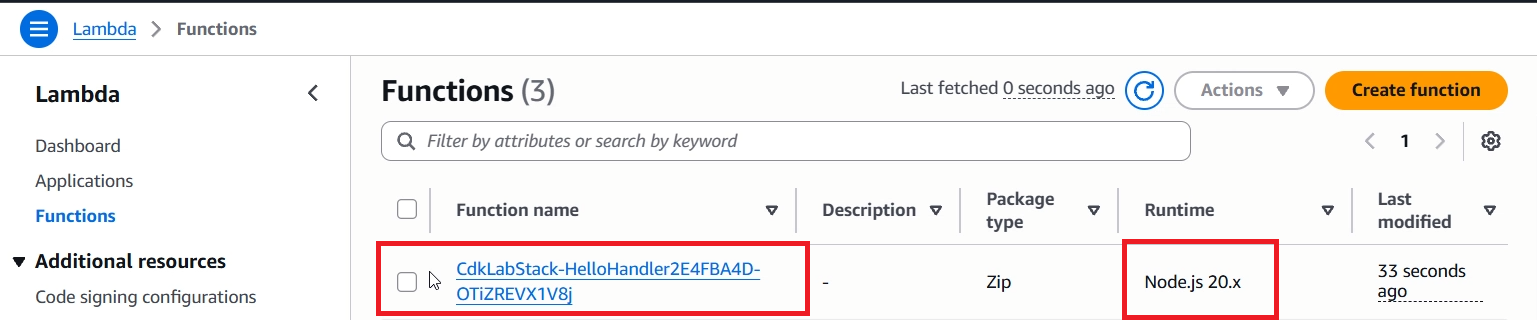 Lambda > Functions
Lambda
Functions (3)
Last fetched 0 seconds ago
Actions
Create function
Filter by attributes or search by keyword
1
Dashboard
Applications
Functions
Additional resources
Code signing configurations
Function name
Description
Package
type
Runtime
Last
modified
CdkLabStack-HelloHandler2E4FBA4D-
OTiZREVX1V8j
-
Zip
Node.js 20.x
33 seconds
ago